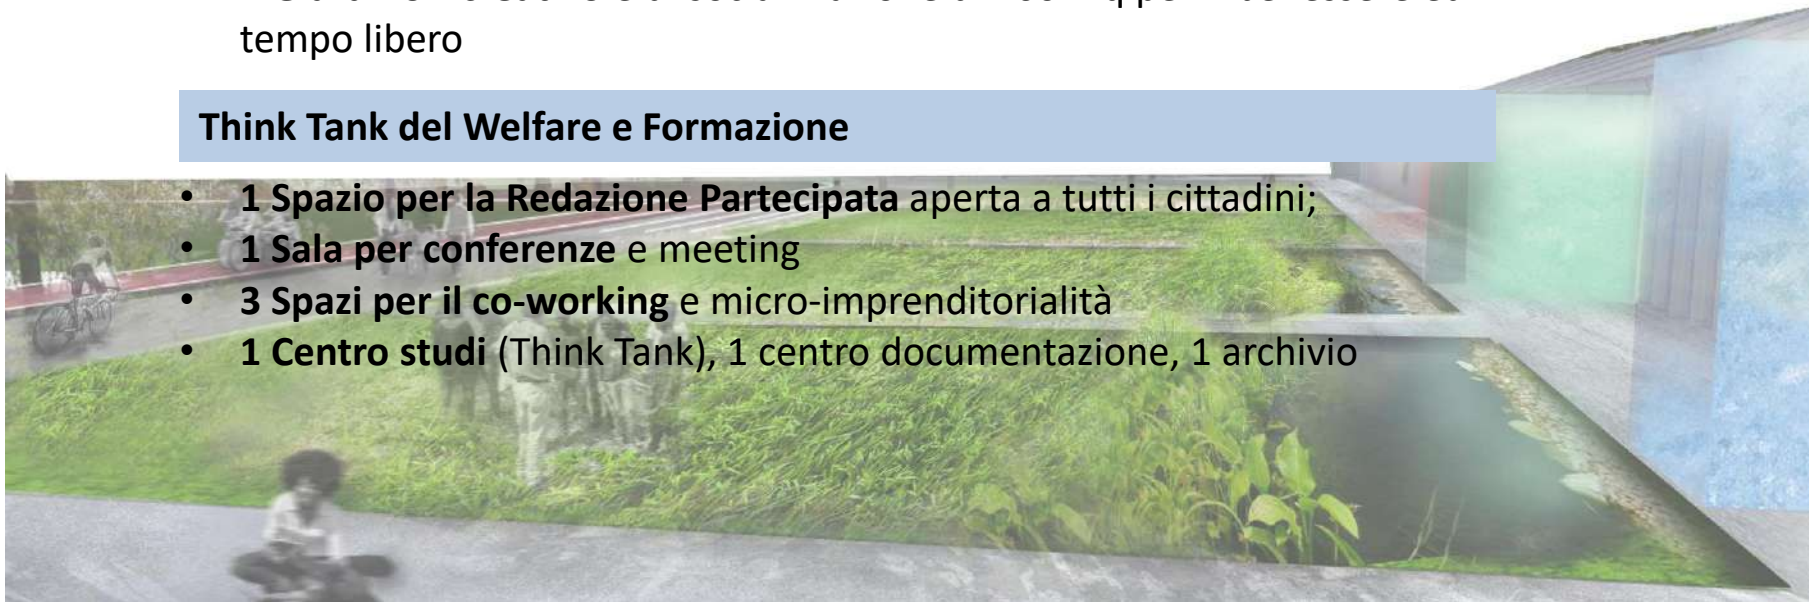 tempo libero
Think Tank del Welfare e Formazione
• 1 Spazio per la Redazione Partecipata aperta a tutti i cittadini;
• 1 Sala per conferenze e meeting
• 3 Spazi per il co-working e micro-imprenditorialità
• 1 Centro studi (Think Tank), 1 centro documentazione, 1 archivio